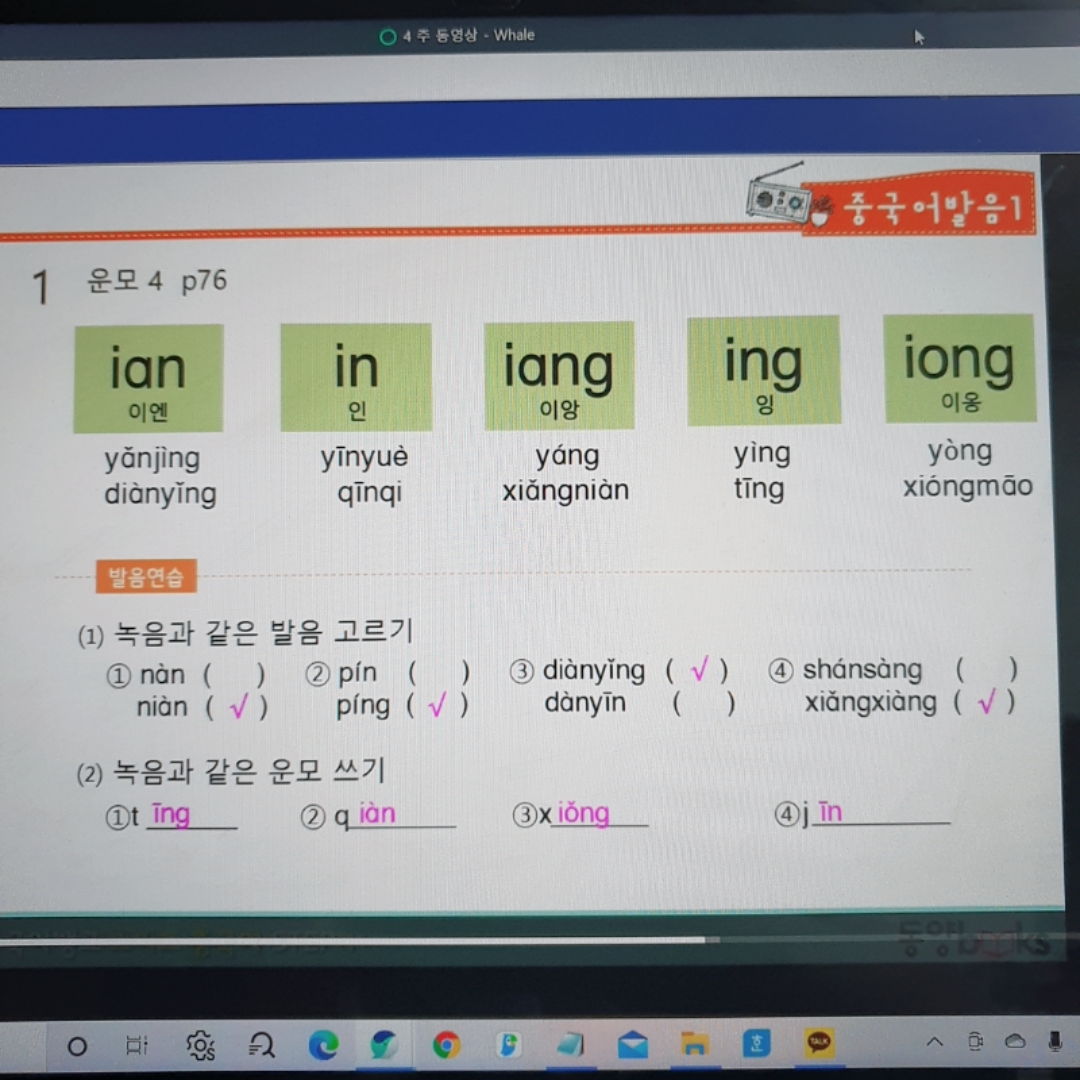 4 주 동영상 - Whale
중국어발음1
1 운모 4 p76
ian in iang ing iong
이엔 인 이앙 잉 이옹
yǎnjìng yīnyuè yáng yìng yòng
diànyǐng qīnqi xiǎngniàn tīng xióngmāo
발음연습
(1) 녹음과 같은 발음 고르기
① nàn ( ) ② pín ( ) ③ diànyǐng ( √ ) ④ shánsàng ( )
niàn ( √ ) píng ( √ ) dànyīn ( ) xiǎngxiàng ( √ )
(2) 녹음과 같은 운모 쓰기
①t īng ② q iàn ③x iǒng ④j īn
동양books
TALK